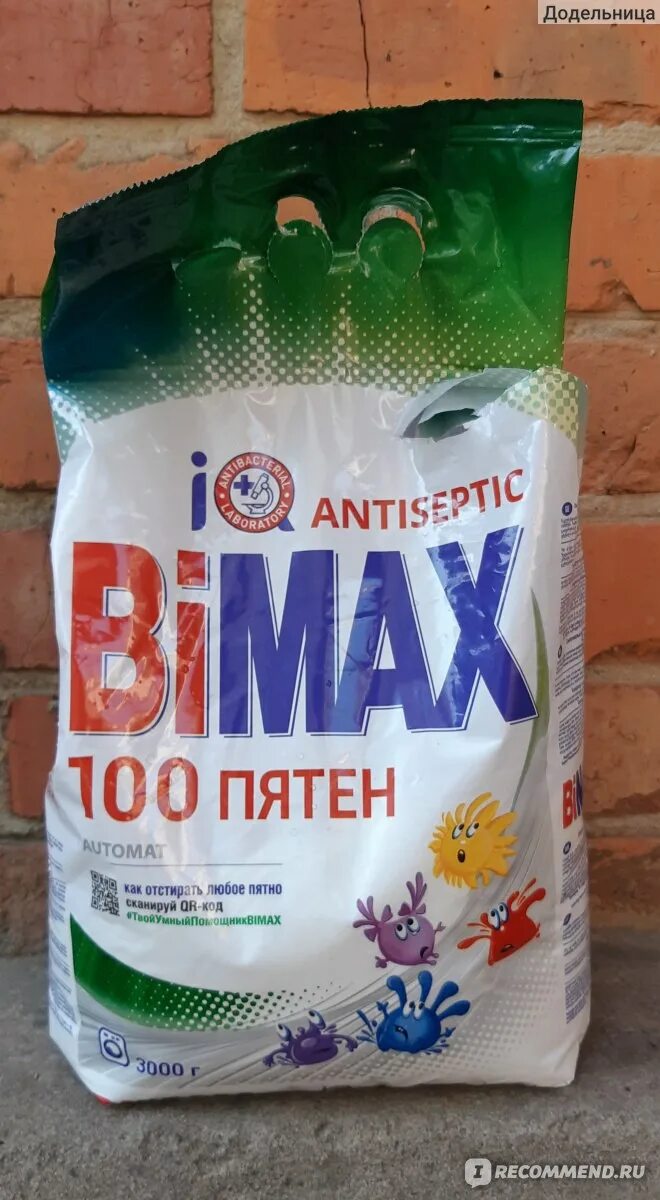 Додельница
iQ ANTISEPTIC
ANTIBACTERIAL LABORATORY
BiMAX
100 ПЯТЕН
AUTOMAT
как отстирать любое пятно
сканируй QR-код
#ТвойУмныйПомощникBIMAX
3000 г
I RECOMMEND.RU